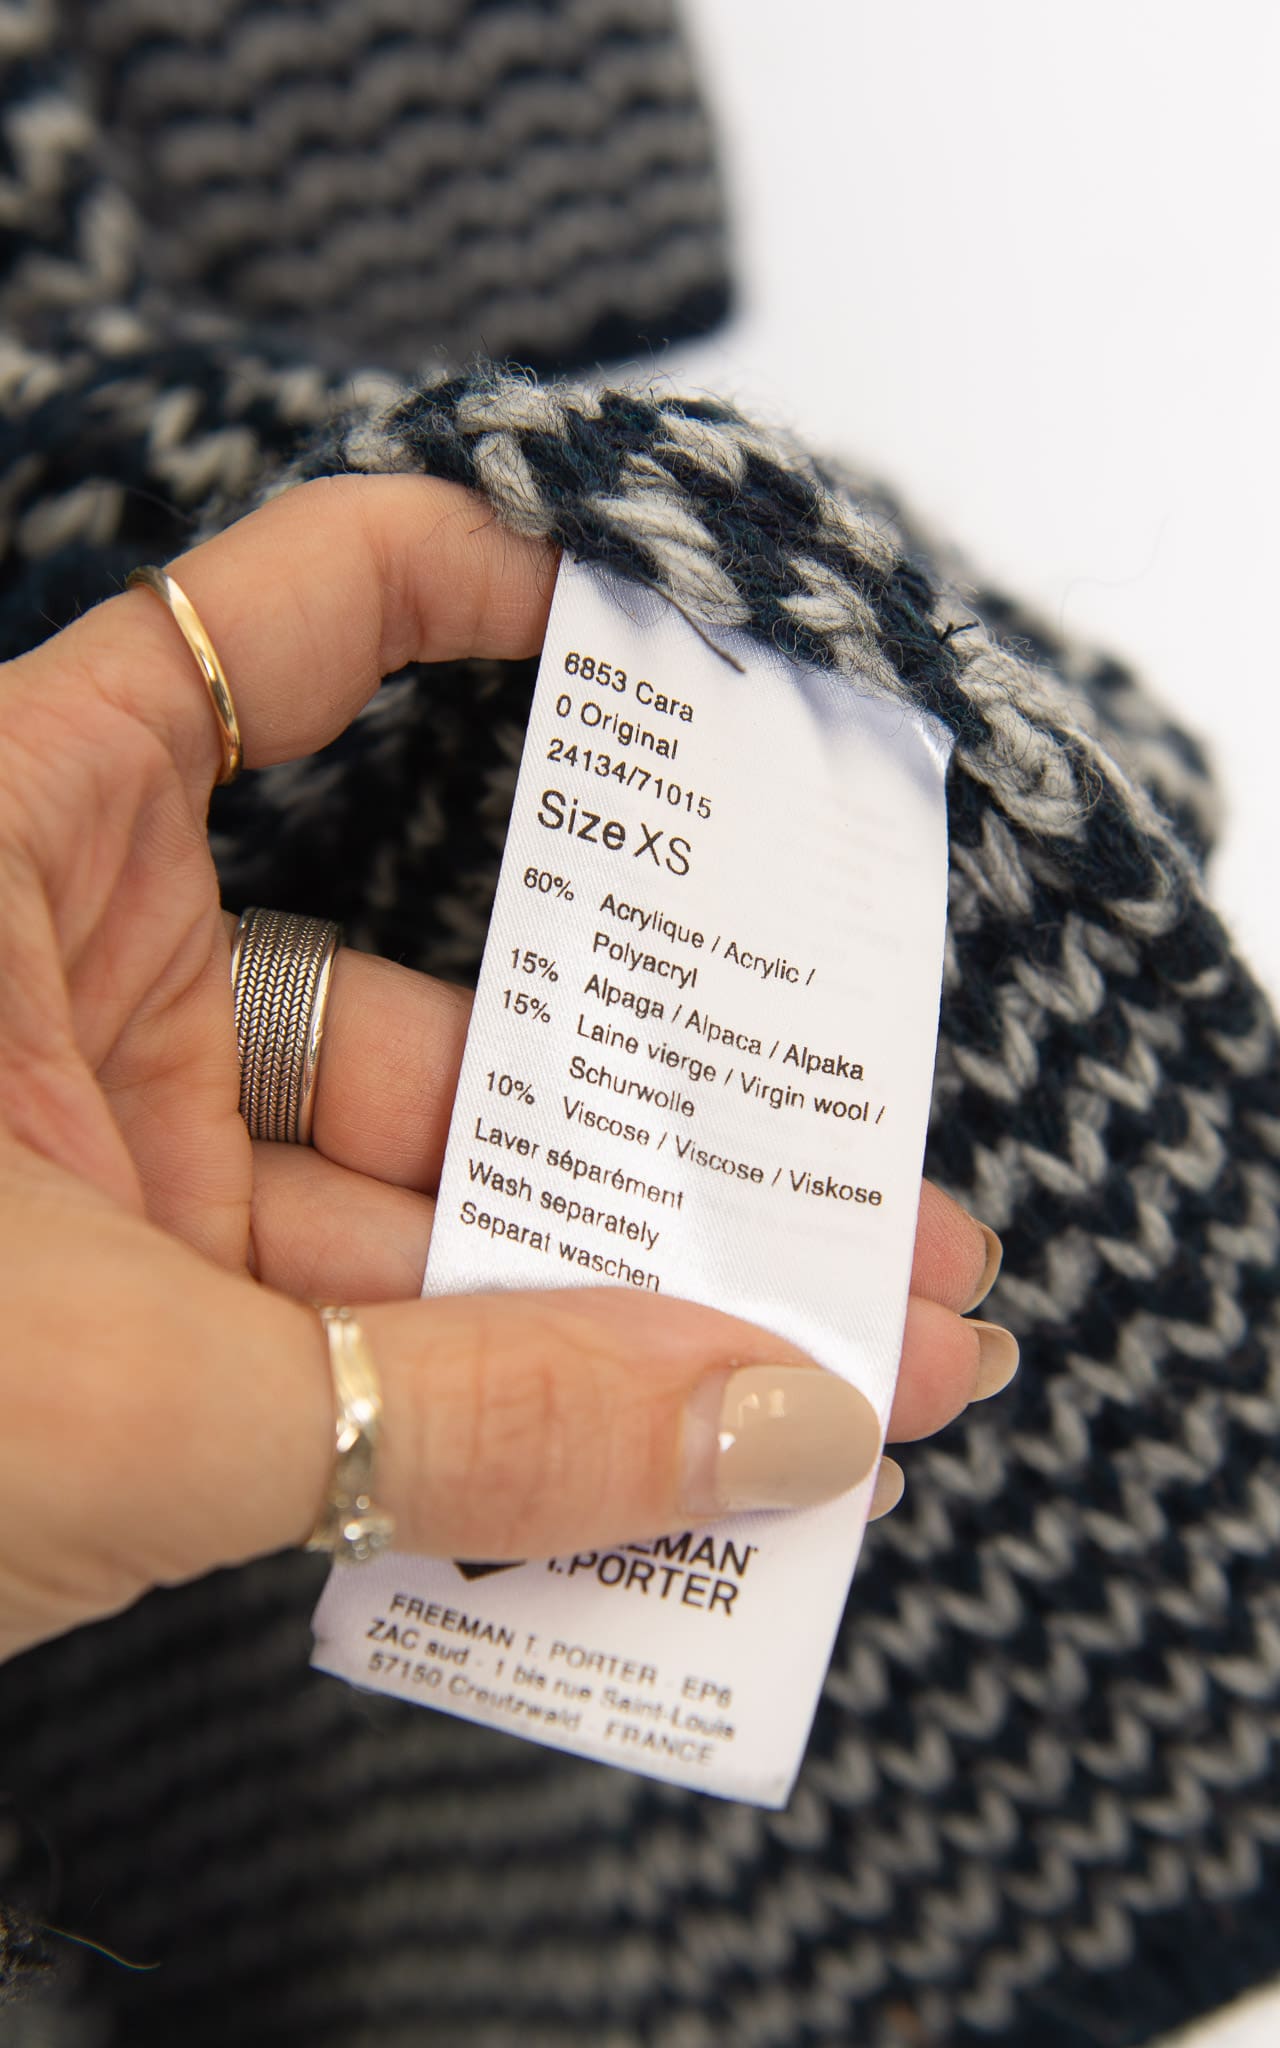 6853 Cara
0 Original
24134/71015
Size XS
60% Acrylique / Acrylic /
Polyacryl
15% Alpaga / Alpaca / Alpaka
15% Laine vierge / Virgin wool /
Schurwolle
10% Viscose / Viscose / Viskose
Laver séparément
Wash separately
Separat waschen
T.PORTER
FREEMAN T. PORTER - EP6
ZAC sud - 1 bis rue Saint-Louis
57150 Creutzwald - FRANCE